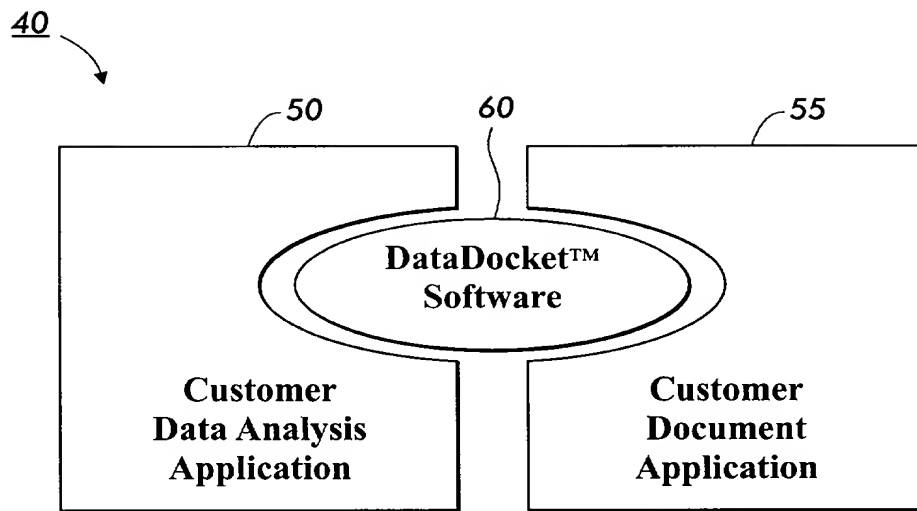 40
50
60
55
DataDocket™
Software
Customer
Data Analysis
Application
Customer
Document
Application